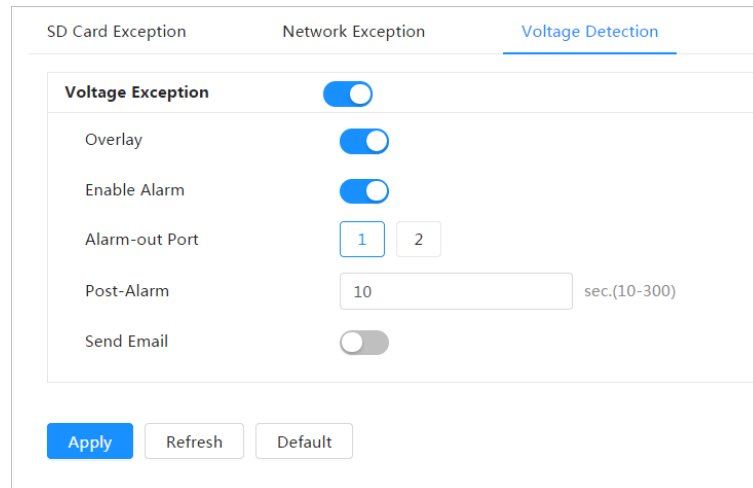 SD Card Exception Network Exception Voltage Detection
Voltage Exception
Overlay
Enable Alarm
Alarm-out Port 1 2
Post-Alarm 10 sec.(10-300)
Send Email
Apply Refresh Default